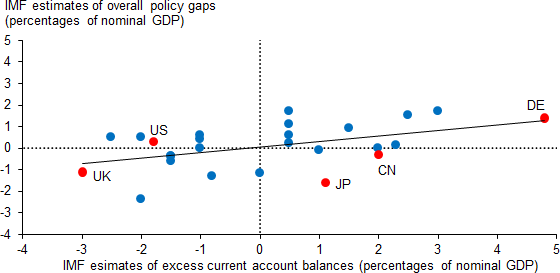 IMF estimates of overall policy gaps
(percentages of nominal GDP)
5
4
3
2
1
0
-1
-2
-3
-4
DE
US
UK
JP
CN
-4 -3 -2 -1 0 1 2 3 4 5
IMF esimates of excess current account balances (percentages of nominal GDP)